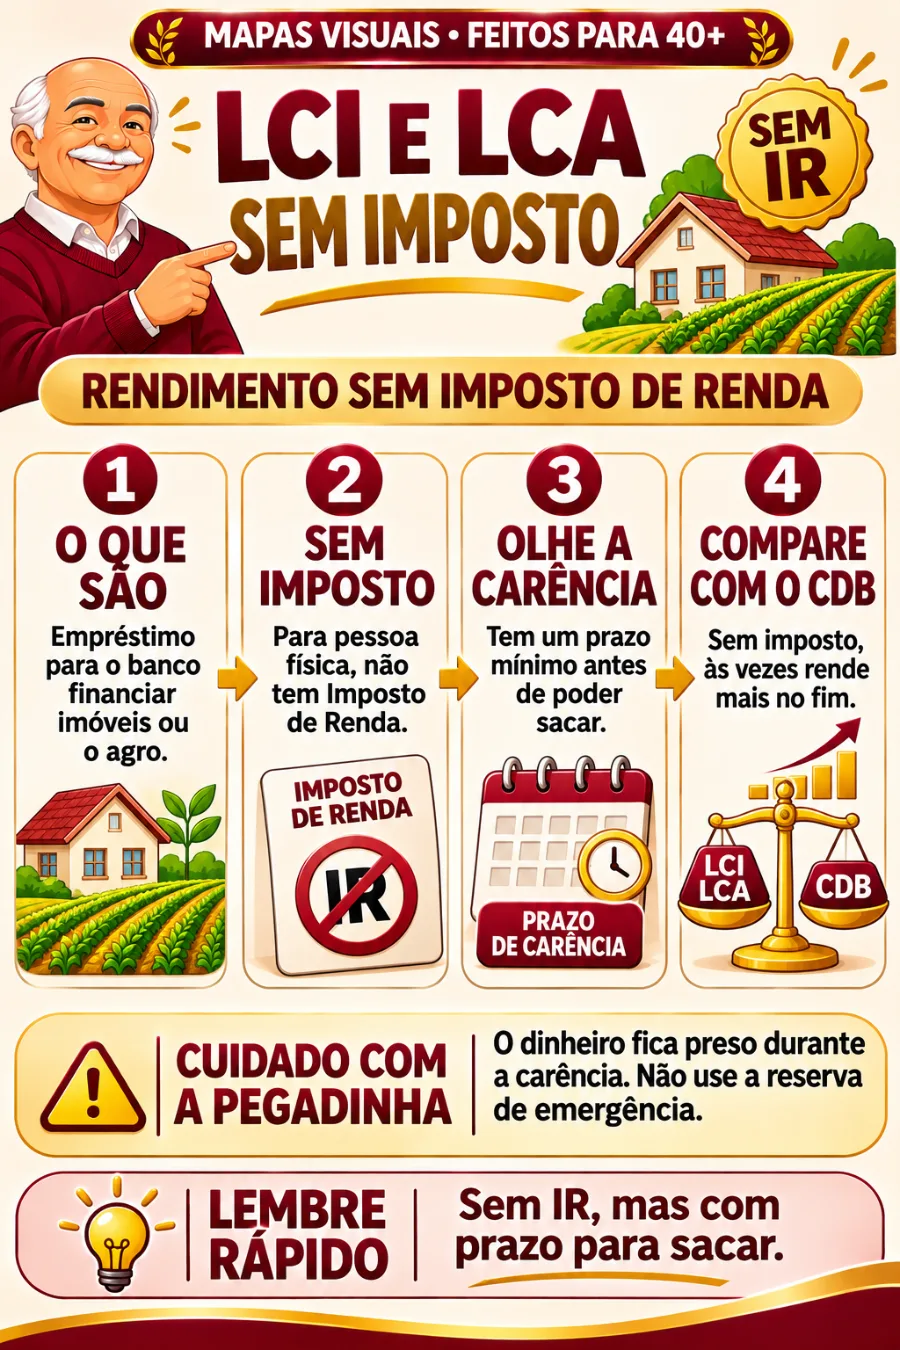 MAPAS VISUAIS • FEITOS PARA 40+
LCI E LCA
SEM IMPOSTO
SEM
IR
RENDIMENTO SEM IMPOSTO DE RENDA
1
O QUE
SÃO
Empréstimo
para o banco
financiar
imóveis ou
o agro.
2
SEM
IMPOSTO
Para pessoa
física, não
tem Imposto
de Renda.
IMPOSTO
DE RENDA
IR
3
OLHE A
CARÊNCIA
Tem um prazo
mínimo antes
de poder
sacar.
PRAZO
DE CARÊNCIA
4
COMPARE
COM O CDB
Sem imposto,
às vezes rende
mais no fim.
LCI
LCA
CDB
CUIDADO COM
A PEGADINHA
O dinheiro fica preso durante
a carência. Não use a reserva
de emergência.
LEMBRE
RÁPIDO
Sem IR, mas com
prazo para sacar.